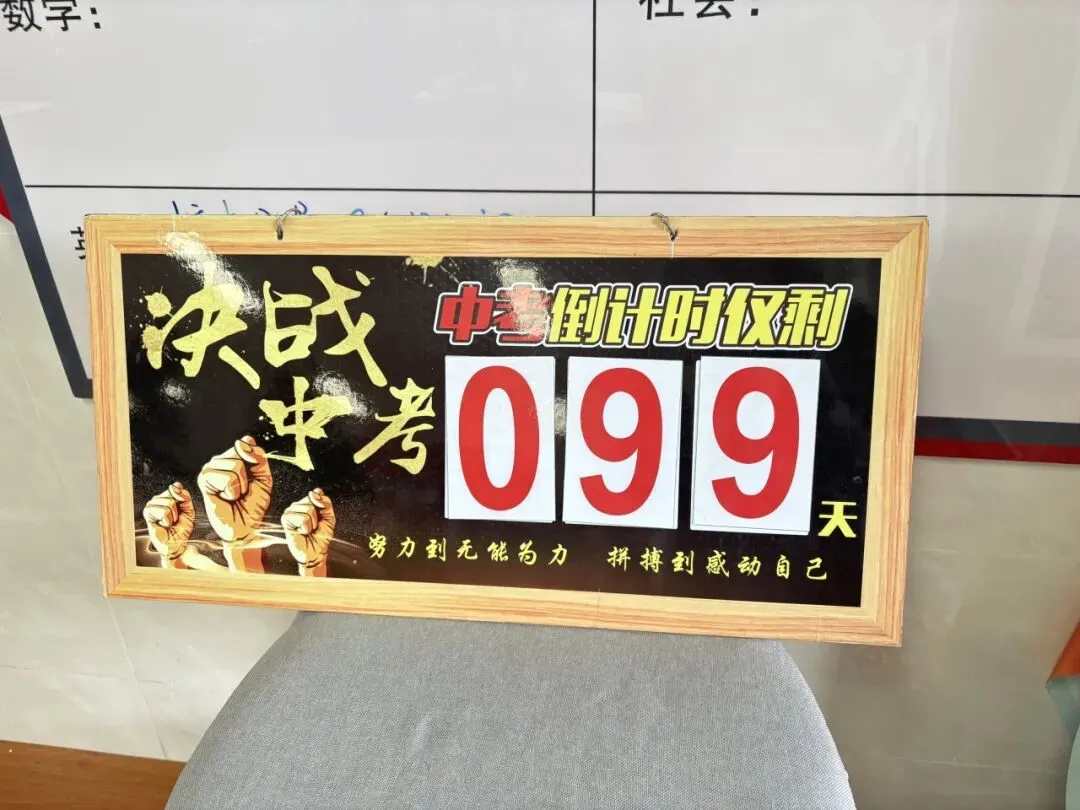 数学：
社会：
英
决战
中考
中考倒计时仅剩
099
天
努力到无能为力 拼搏到感动自己